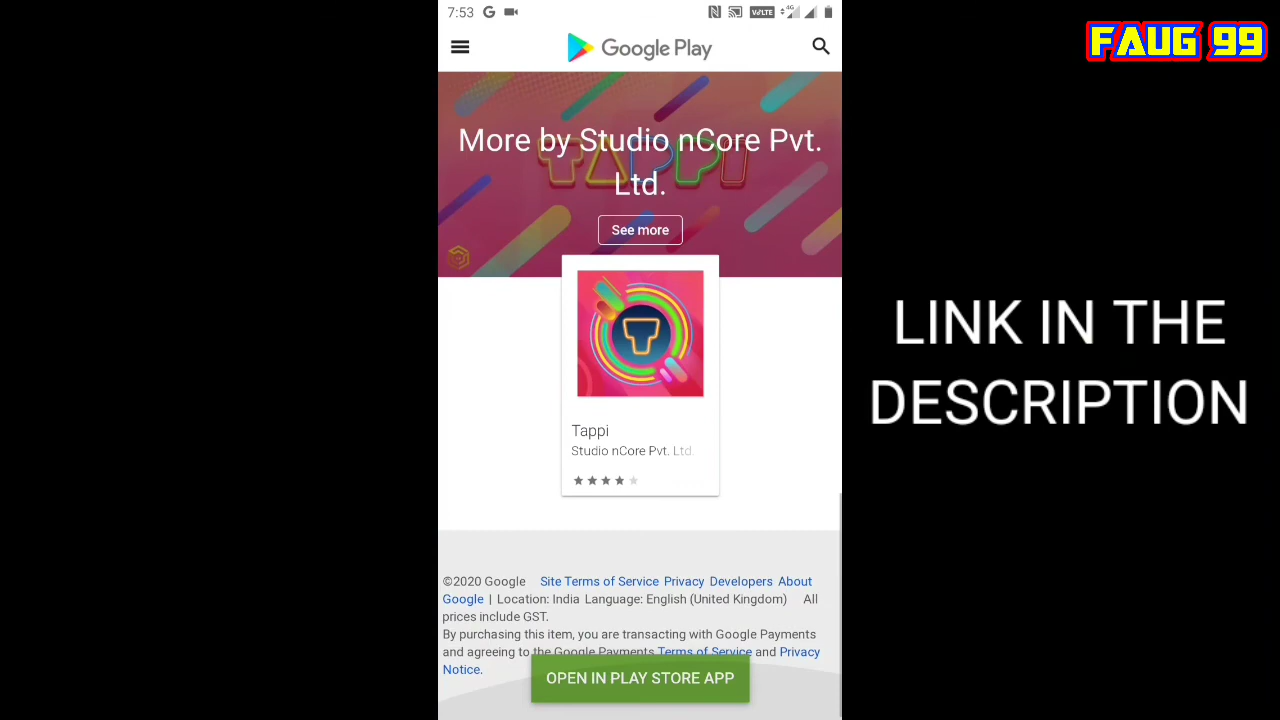 7:53
G
4G
VoLTE
Google Play
FAUG 99
TAPPI
More by Studio nCore Pvt.
Ltd.
See more
T
Tappi
Studio nCore Pvt. Ltd.
LINK IN THE
DESCRIPTION
©2020 Google Site Terms of Service Privacy Developers About
Google | Location: India Language: English (United Kingdom) All
prices include GST.
By purchasing this item, you are transacting with Google Payments
and agreeing to the Google Payments Terms of Service and Privacy
Notice.
OPEN IN PLAY STORE APP